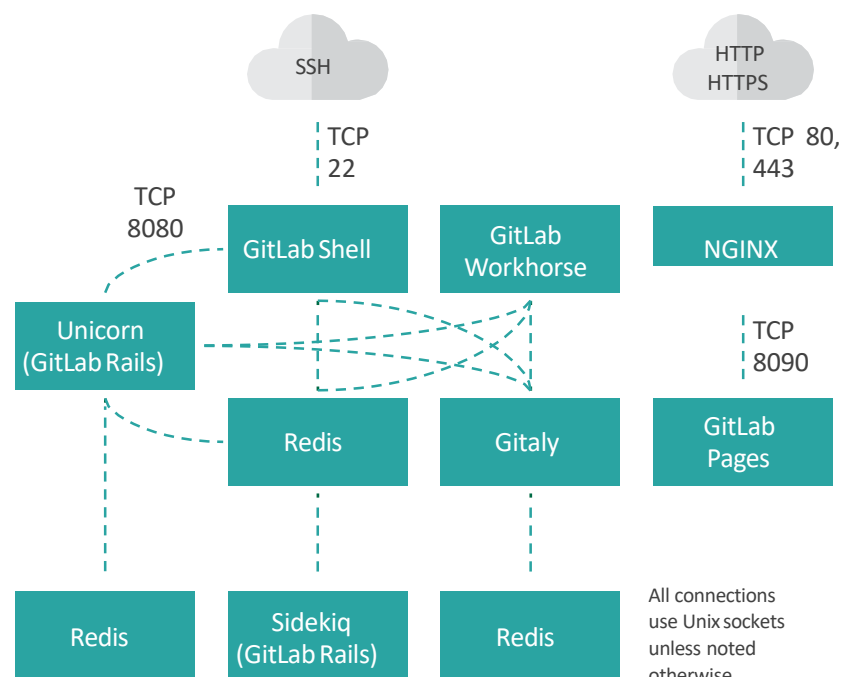 SSH
HTTP
HTTPS
TCP
22
TCP 80,
443
TCP
8080
GitLab Shell
GitLab
Workhorse
NGINX
Unicorn
(GitLab Rails)
TCP
8090
Redis
Gitaly
GitLab
Pages
Redis
Sidekiq
(GitLab Rails)
Redis
All connections
use Unix sockets
unless noted
otherwise